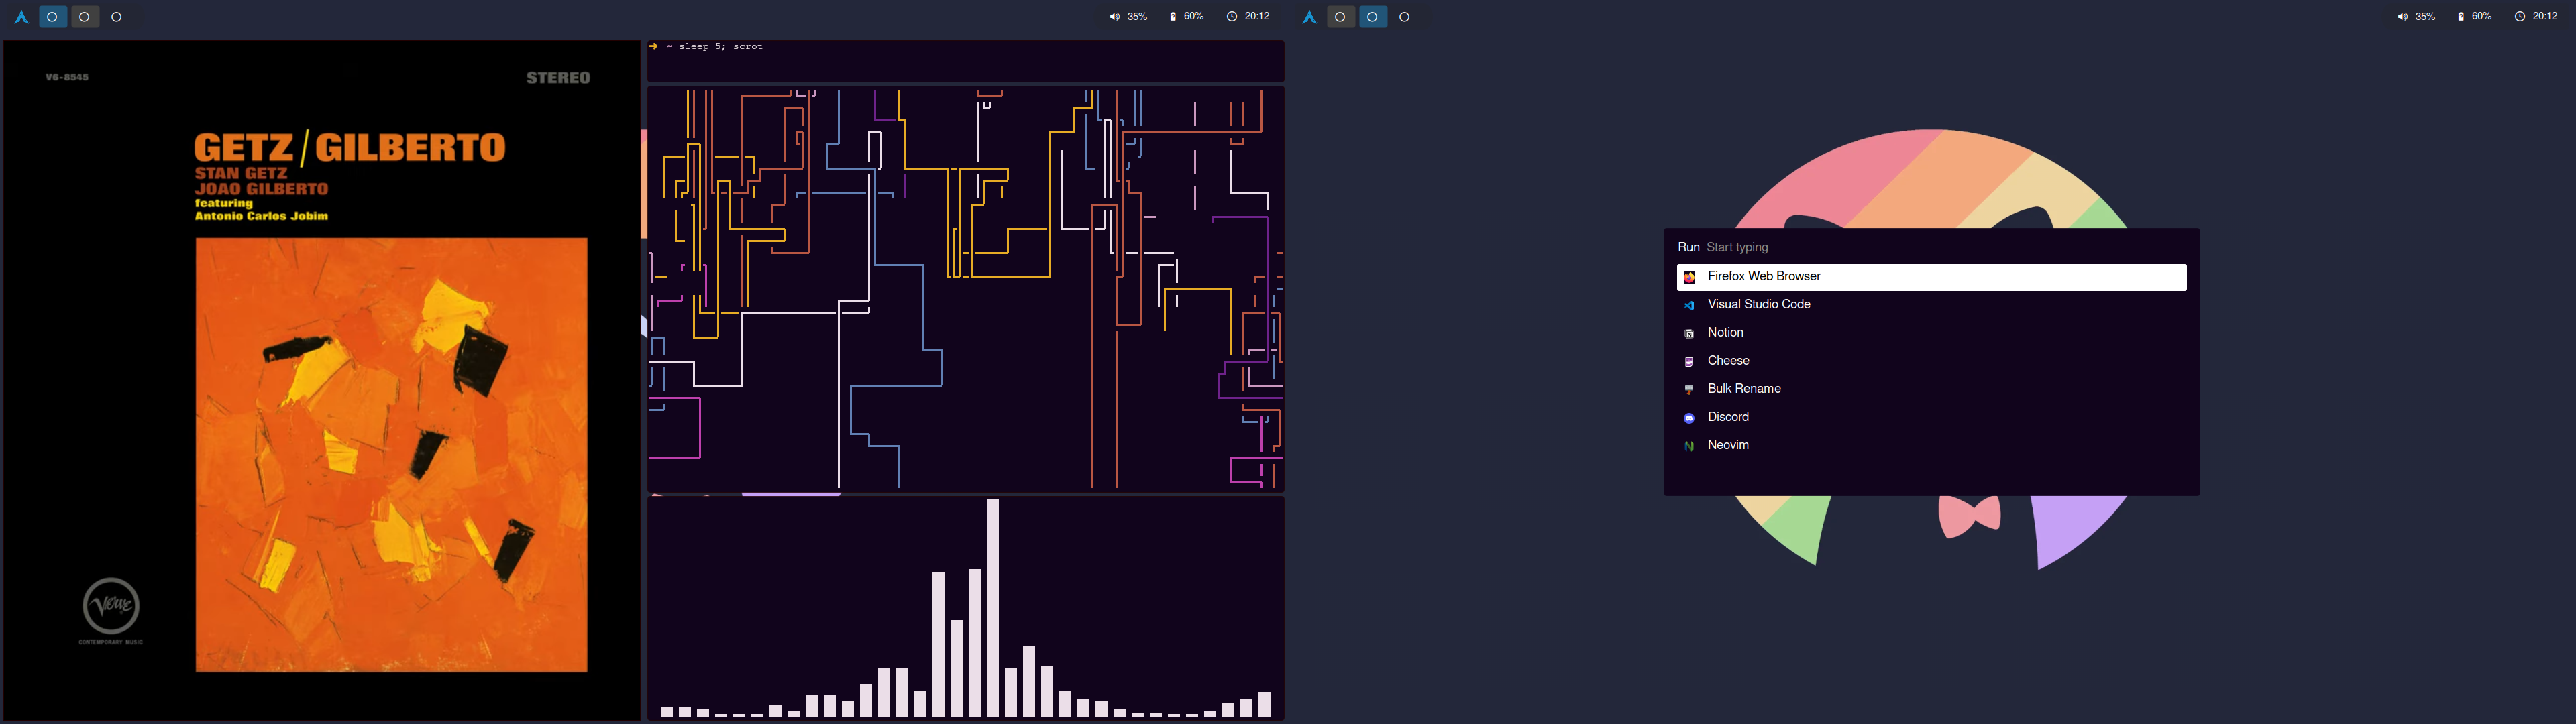 35%
60%
20:12
35%
60%
20:12
V6-8545
STEREO
GETZ/GILBERTO
STAN GETZ
JOAO GILBERTO
featuring
Antonio Carlos Jobim
Verve
CONTEMPORARY MUSIC
➜ ~ sleep 5; scrot
Run Start typing
Firefox Web Browser
Visual Studio Code
Notion
Cheese
Bulk Rename
Discord
Neovim